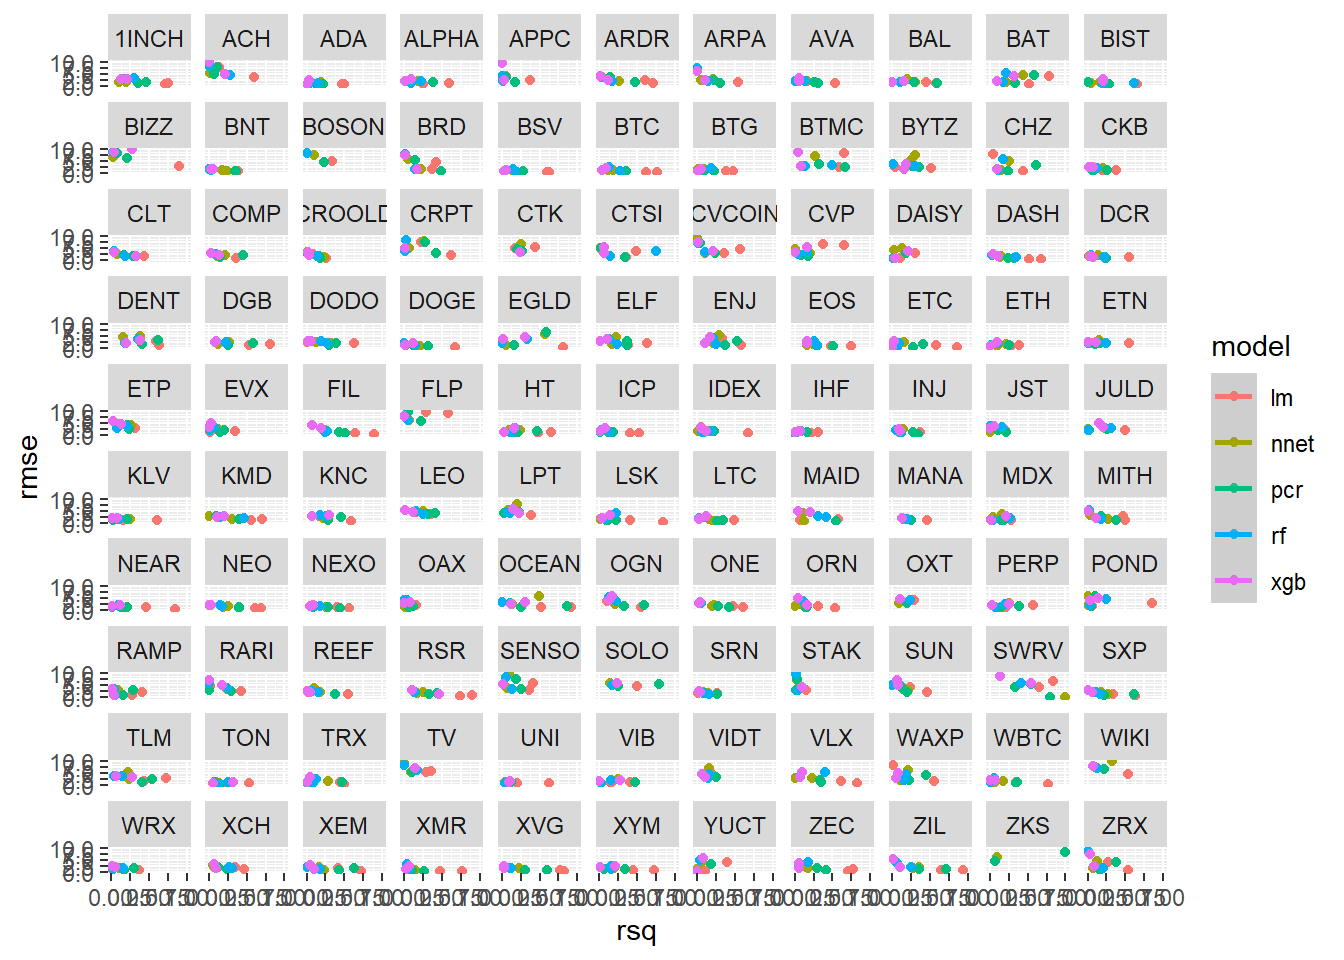 1INCH ACH ADA ALPHA APPC ARDR ARPA AVA BAL BAT BIST
BIZZ BNT BOSON BRD BSV BTC BTG BTMC BYTZ CHZ CKB
CLT COMP CROOLD CRPT CTK CTSI CVCOIN CVP DAISY DASH DCR
DENT DGB DODO DOGE EGLD ELF ENJ EOS ETC ETH ETN
ETP EVX FIL FLP HT ICP IDEX IHF INJ JST JULD
KLV KMD KNC LEO LPT LSK LTC MAID MANA MDX MITH
NEAR NEO NEXO OAX OCEAN OGN ONE ORN OXT PERP POND
RAMP RARI REEF RSR SENSO SOLO SRN STAK SUN SWRV SXP
TLM TON TRX TV UNI VIB VIDT VLX WAXP WBTC WIKI
WRX XCH XEM XMR XVG XYM YUCT ZEC ZIL ZKS ZRX
rmse
rsq
model
lm
nnet
pcr
rf
xgb